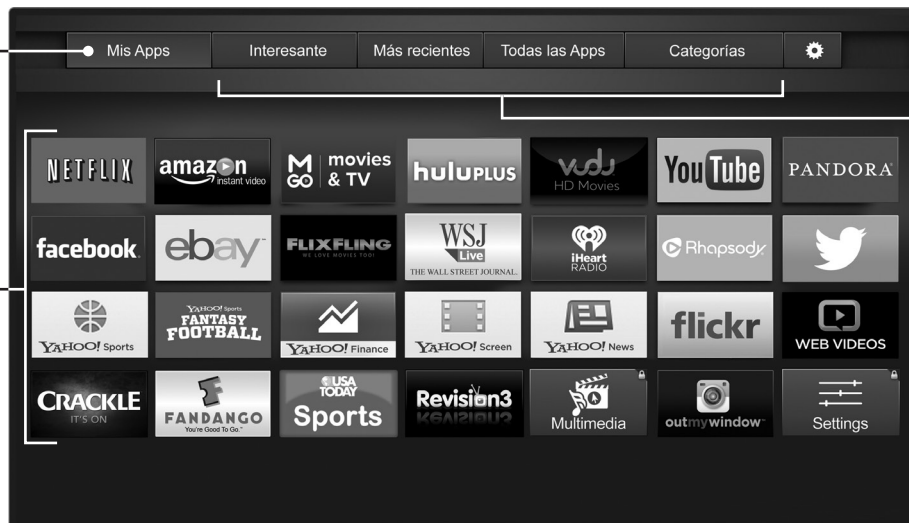 Mis Apps
Interesante
Más recientes
Todas las Apps
Categorías
NETFLIX
amazon
instant video
M GO
movies & TV
huluPLUS
vudu
HD Movies
YouTube
PANDORA
facebook
ebay
FLIXFLING
WE LOVE MOVIES TOO!
WSJ
Live
THE WALL STREET JOURNAL.
iHeart
RADIO
Rhapsody
YAHOO! Sports
YAHOO! Sports
FANTASY
FOOTBALL
YAHOO! Finance
YAHOO! Screen
YAHOO! News
flickr
WEB VIDEOS
CRACKLE
IT'S ON
FANDANGO
You're Good To Go.™
USA
TODAY
Sports
Revision3
Multimedia
outmywindow
Settings